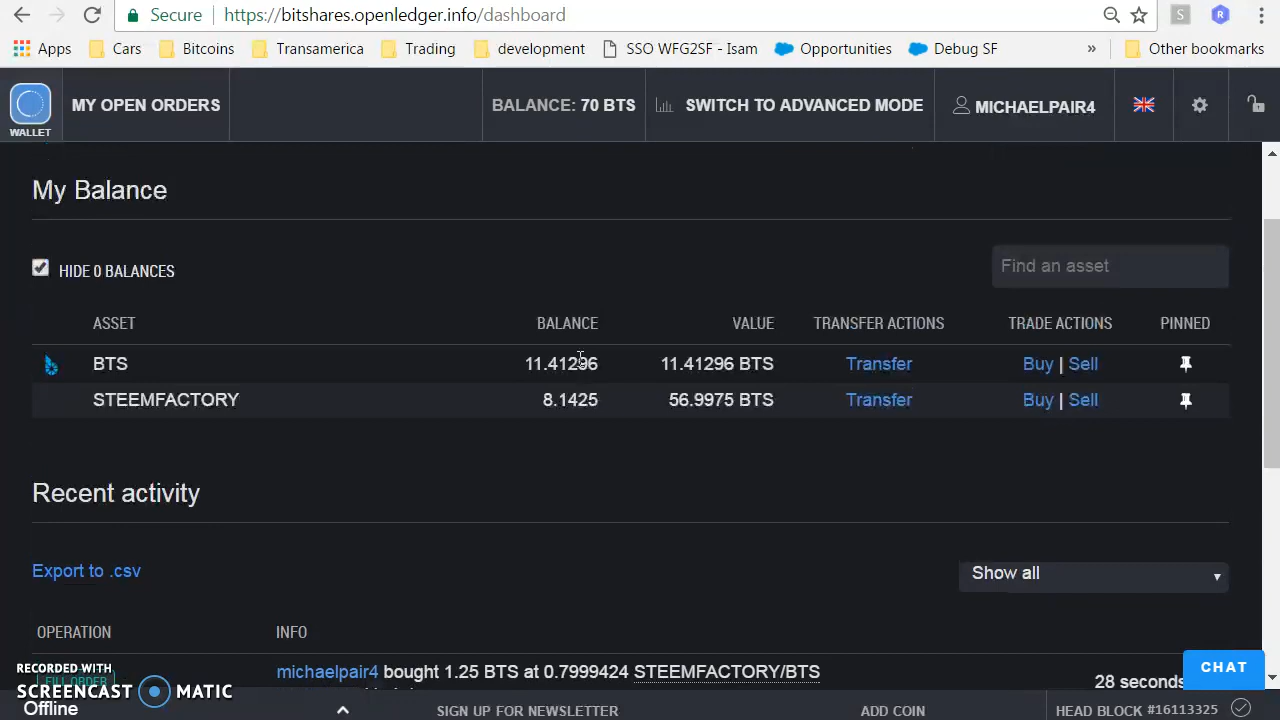 Secure https://bitshares.openledger.info/dashboard S R
Apps Cars Bitcoins Transamerica Trading development SSO WFG2SF - Isam Opportunities Debug SF » Other bookmarks
WALLET MY OPEN ORDERS BALANCE: 70 BTS SWITCH TO ADVANCED MODE MICHAELPAIR4
My Balance
HIDE 0 BALANCES Find an asset
ASSET BALANCE VALUE TRANSFER ACTIONS TRADE ACTIONS PINNED
BTS 11.41296 11.41296 BTS Transfer Buy | Sell
STEEMFACTORY 8.1425 56.9975 BTS Transfer Buy | Sell
Recent activity
Export to .csv Show all
OPERATION INFO
FILL ORDER michaelpair4 bought 1.25 BTS at 0.7999424 STEEMFACTORY/BTS 28 seconds
CHAT
RECORDED WITH
SCREENCAST MATIC
Offline SIGN UP FOR NEWSLETTER ADD COIN HEAD BLOCK #16113325